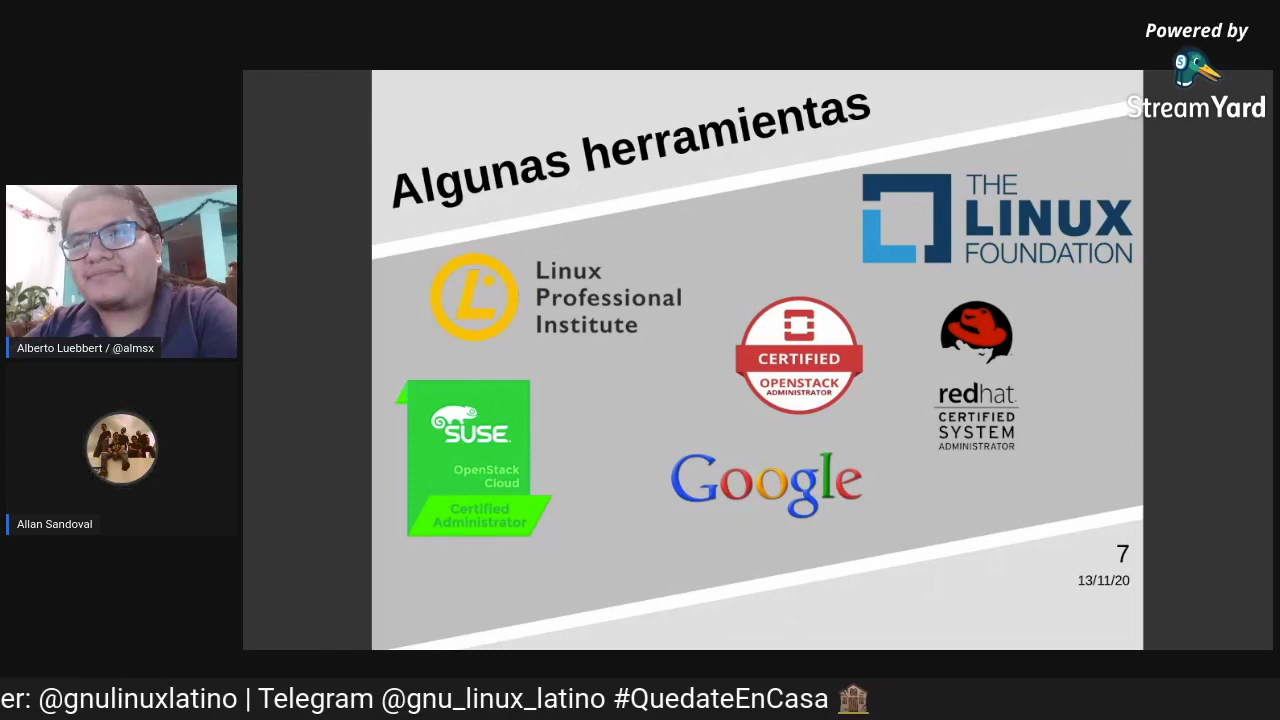 Powered by
StreamYard
Algunas herramientas
THE
LINUX
FOUNDATION
Linux
Professional
Institute
CERTIFIED
OPENSTACK
ADMINISTRATOR
redhat.
CERTIFIED
SYSTEM
ADMINISTRATOR
SUSE
OpenStack
Cloud
Certified
Administrator
Google
7
13/11/20
Alberto Luebbert / @almsx
Allan Sandoval
er: @gnulinuxlatino | Telegram @gnu_linux_latino #QuedateEnCasa